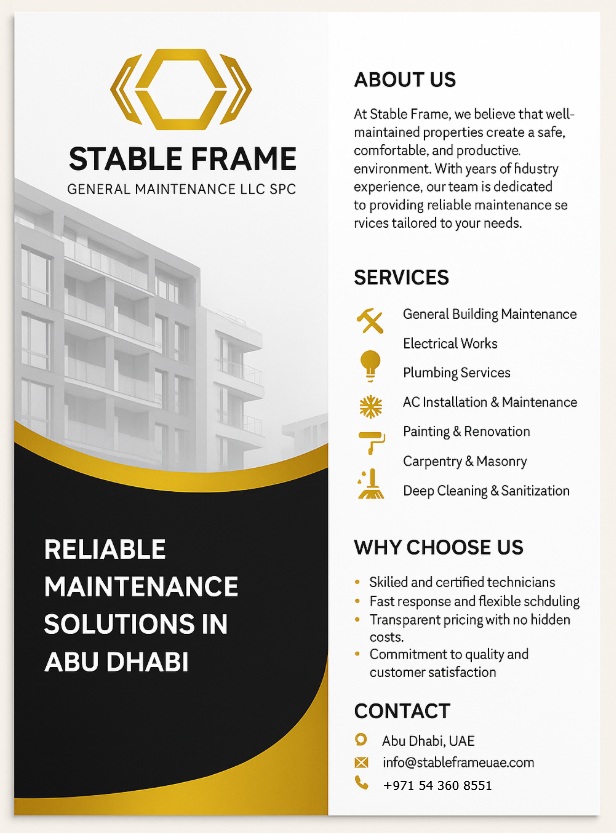 STABLE FRAME
GENERAL MAINTENANCE LLC SPC
RELIABLE
MAINTENANCE
SOLUTIONS IN
ABU DHABI
ABOUT US
At Stable Frame, we believe that well-
maintained properties create a safe,
comfortable, and productive.
environment. With years of fıdustry
experience, our team is dedicated
to providing reliable maintenance se
rvices tailored to your needs.
SERVICES
General Building Maintenance
Electrical Works
Plumbing Services
AC Installation & Maintenance
Painting & Renovation
Carpentry & Masonry
Deep Cleaning & Sanitization
WHY CHOOSE US
• Skilled and certified technicians
• Fast response and flexible schduling
• Transparent pricing with no hidden
costs.
• Commitment to quality and
customer satisfaction
CONTACT
Abu Dhabi, UAE
info@stableframeuae.com
+971 54 360 8551